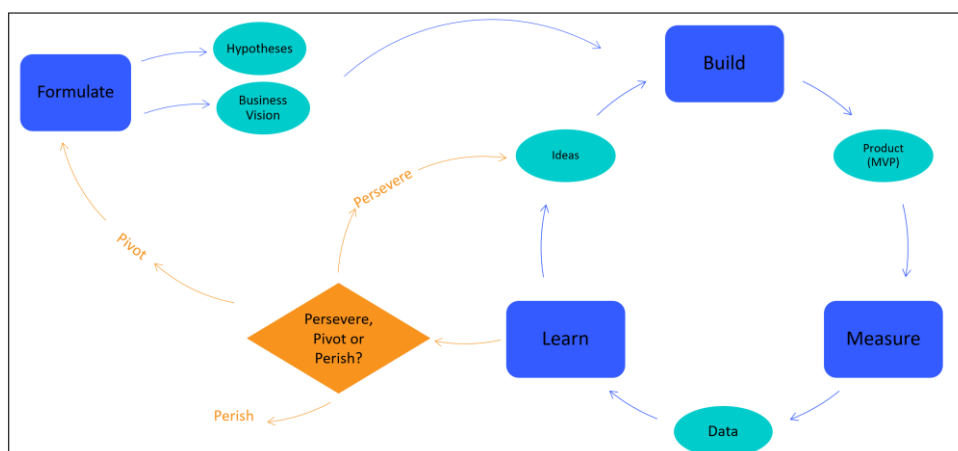 Hypotheses
Formulate
Business
Vision
Build
Ideas
Product
(MVP)
Persevere
Pivot
Persevere,
Pivot or
Perish?
Learn
Measure
Perish
Data